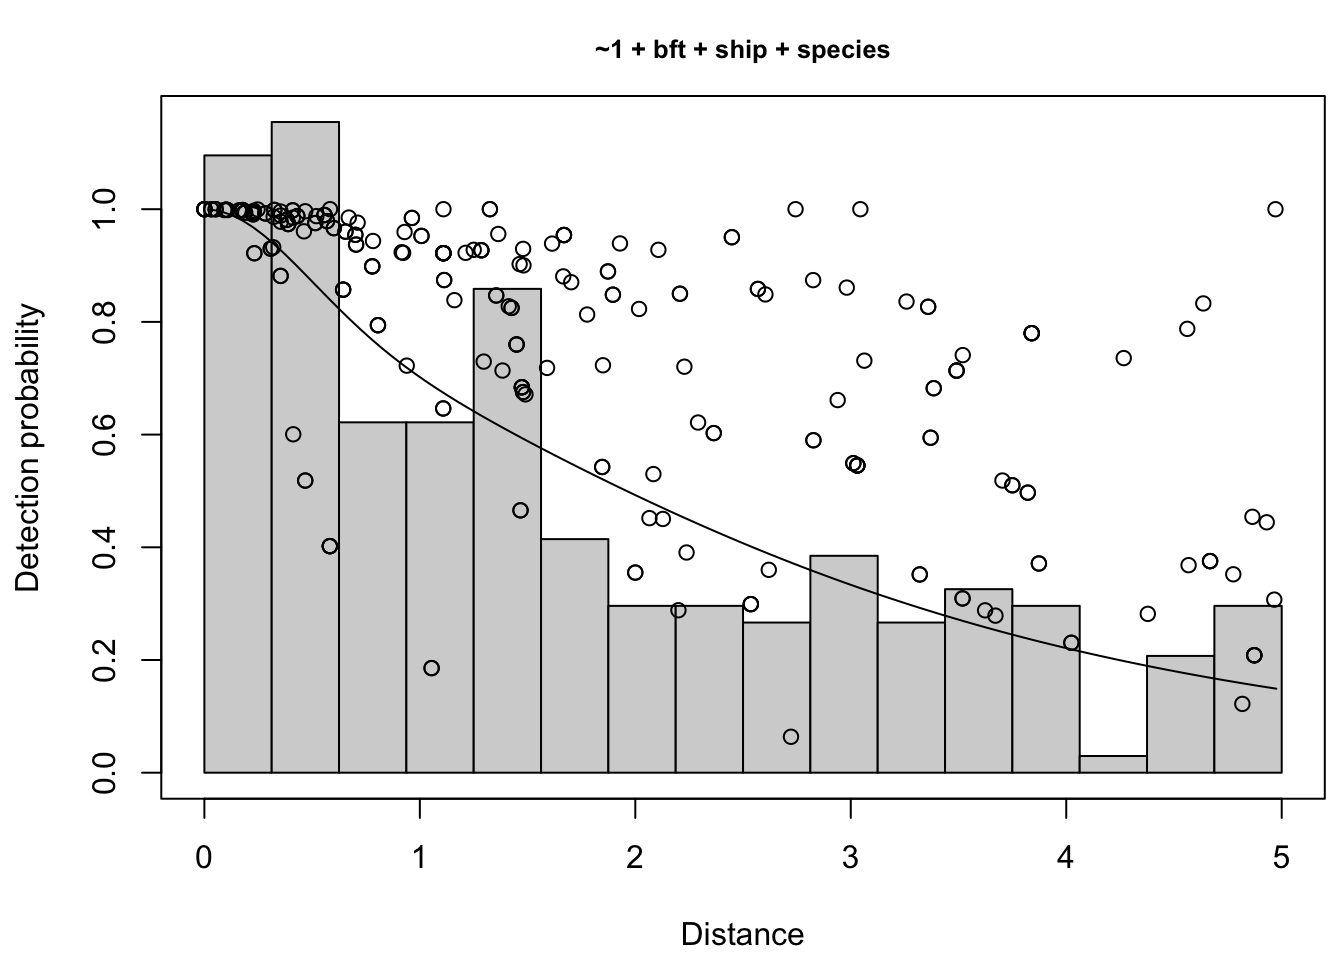 ~1 + bft + ship + species
Detection probability
1.0
0.8
0.6
0.4
0.2
0.0
0 1 2 3 4 5
Distance